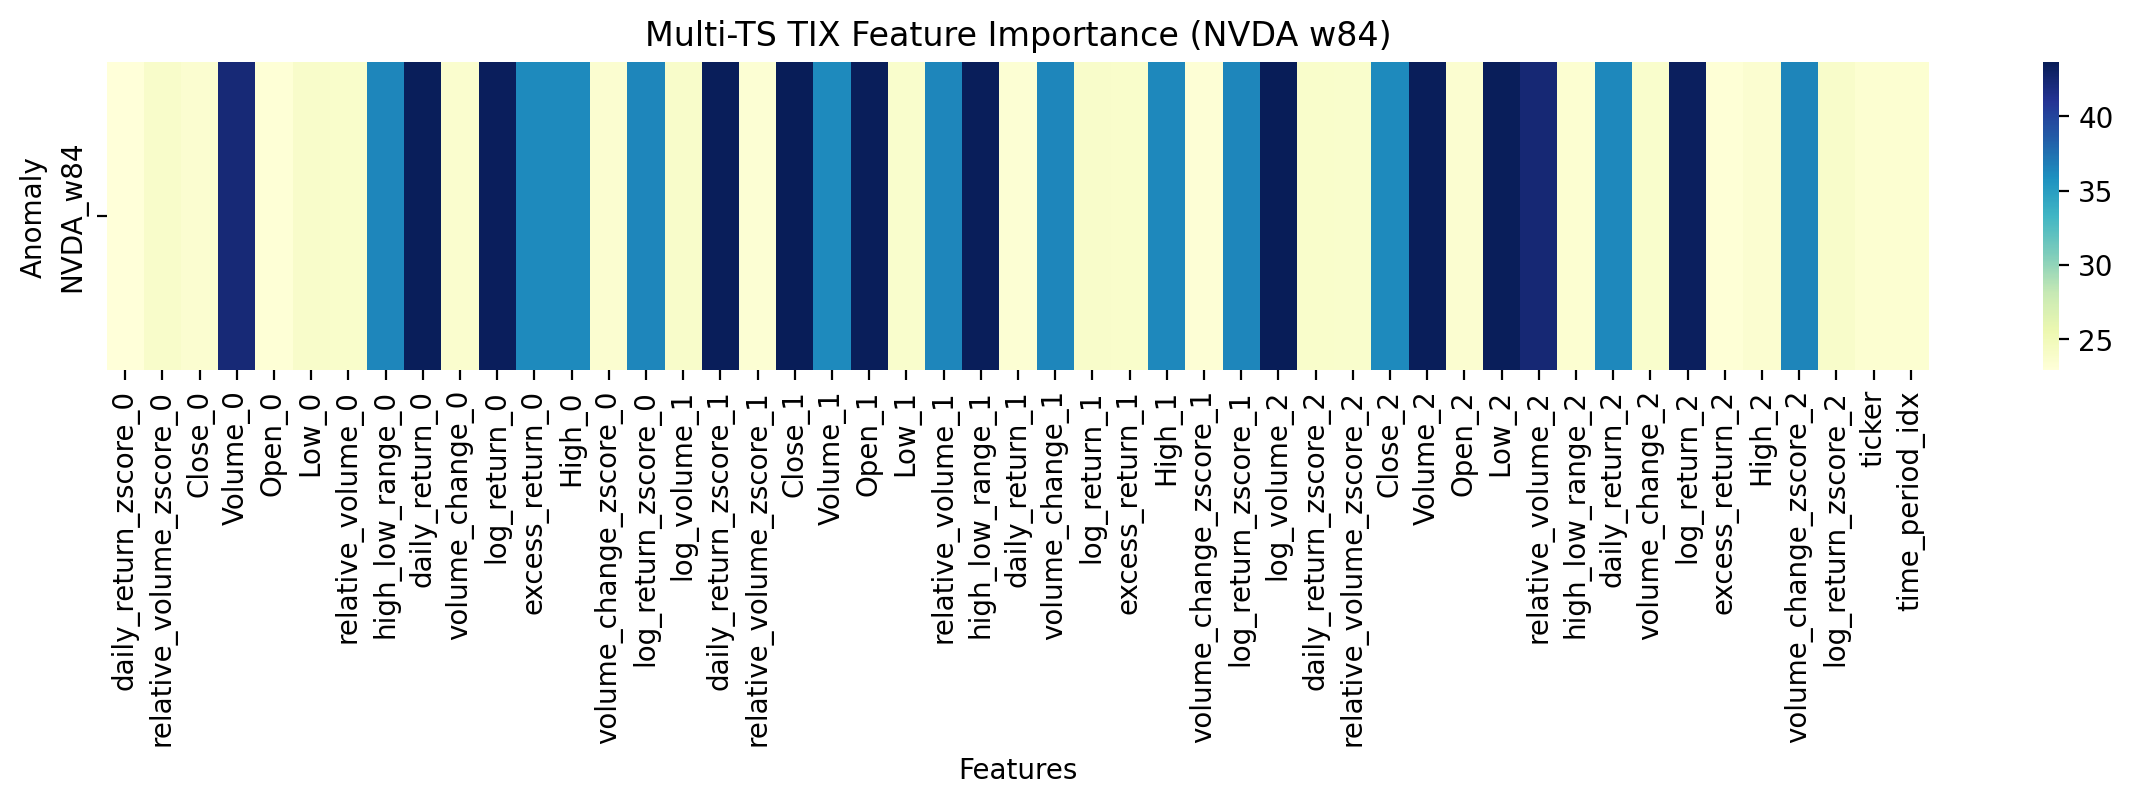 Multi-TS TIX Feature Importance (NVDA w84)
Anomaly
NVDA_w84
40
35
30
25
daily_return_zscore_0
relative_volume_zscore_0
Close_0
Volume_0
Open_0
Low_0
relative_volume_0
high_low_range_0
daily_return_0
volume_change_0
log_return_0
excess_return_0
High_0
volume_change_zscore_0
log_return_zscore_0
log_volume_1
daily_return_zscore_1
relative_volume_zscore_1
Close_1
Volume_1
Open_1
Low_1
relative_volume_1
high_low_range_1
daily_return_1
volume_change_1
log_return_1
excess_return_1
High_1
volume_change_zscore_1
log_return_zscore_1
log_volume_2
daily_return_zscore_2
relative_volume_zscore_2
Close_2
Volume_2
Open_2
Low_2
relative_volume_2
high_low_range_2
daily_return_2
volume_change_2
log_return_2
excess_return_2
High_2
volume_change_zscore_2
log_return_zscore_2
ticker
time_period_idx
Features